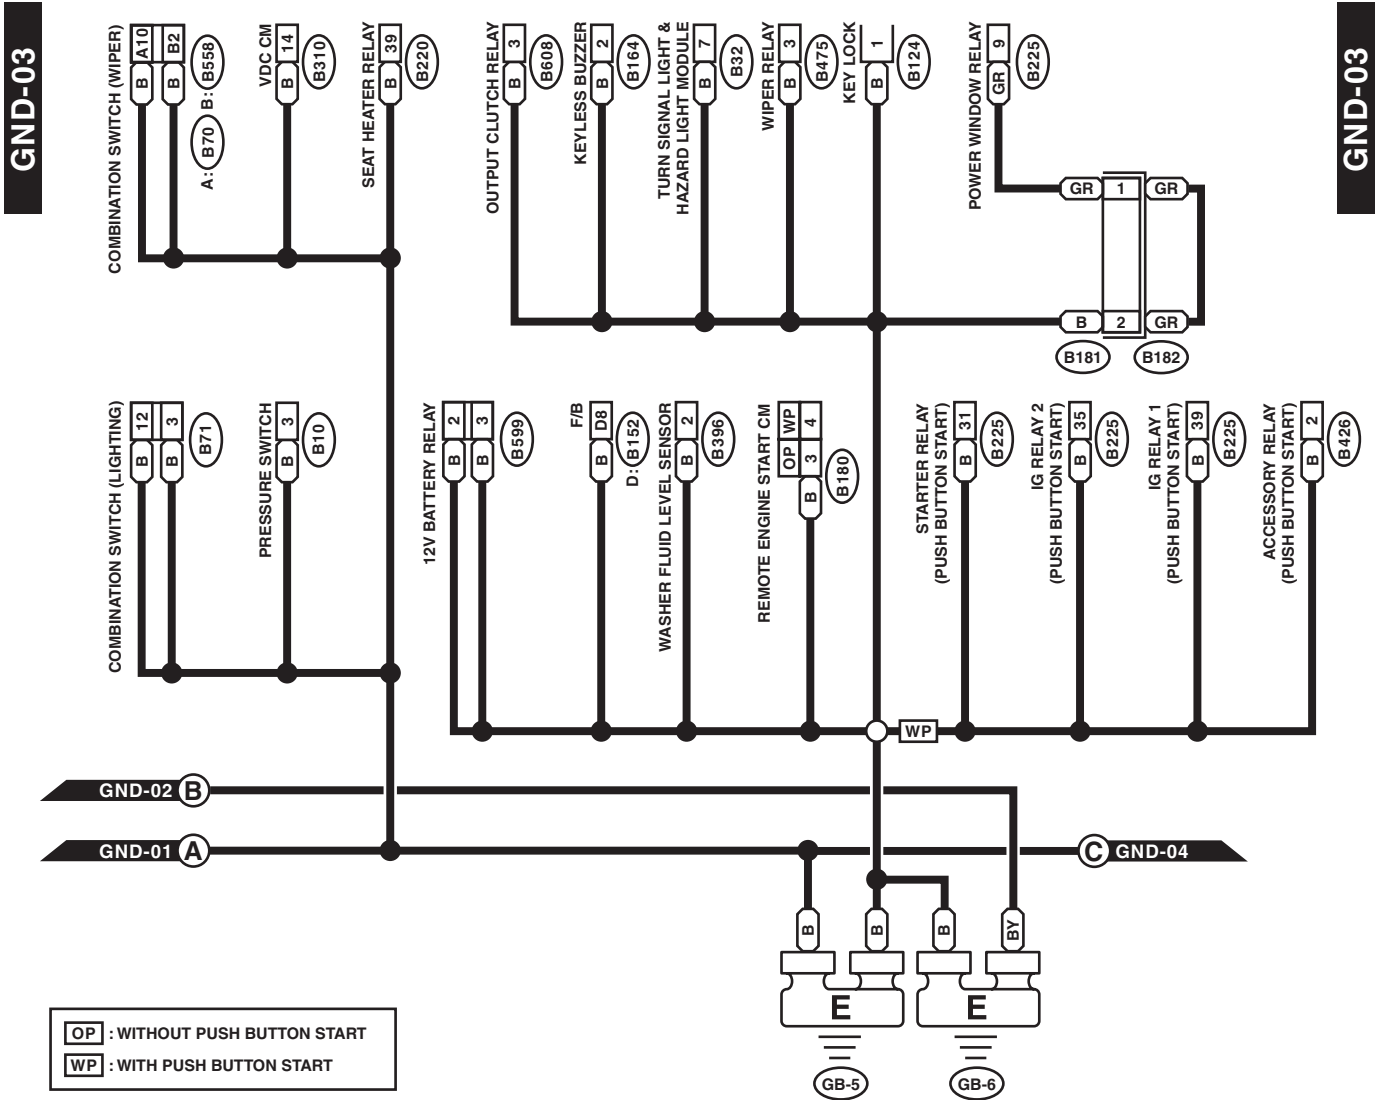 GND-03
GND-03
COMBINATION SWITCH (WIPER)
A10 B2
B B
A: B70 B: B558
VDC CM
14
B
B310
SEAT HEATER RELAY
39
B
B220
OUTPUT CLUTCH RELAY
3
B
B608
KEYLESS BUZZER
2
B
B164
TURN SIGNAL LIGHT &
HAZARD LIGHT MODULE
7
B
B32
WIPER RELAY
3
B
B475
KEY LOCK
1
B
B124
POWER WINDOW RELAY
9
GR
B225
GR 1 GR
B 2 GR
B181 B182
COMBINATION SWITCH (LIGHTING)
12 3
B B
B71
PRESSURE SWITCH
3
B
B10
12V BATTERY RELAY
2 3
B B
B599
F/B
D8
B
D: B152
WASHER FLUID LEVEL SENSOR
2
B
B396
REMOTE ENGINE START CM
WP 4
OP 3
B
B180
STARTER RELAY
(PUSH BUTTON START)
31
B
B225
IG RELAY 2
(PUSH BUTTON START)
35
B
B225
IG RELAY 1
(PUSH BUTTON START)
39
B
B225
ACCESSORY RELAY
(PUSH BUTTON START)
2
B
B426
WP
GND-02 B
GND-01 A
C GND-04
B B B BY
E E
GB-5 GB-6
OP : WITHOUT PUSH BUTTON START
WP : WITH PUSH BUTTON START